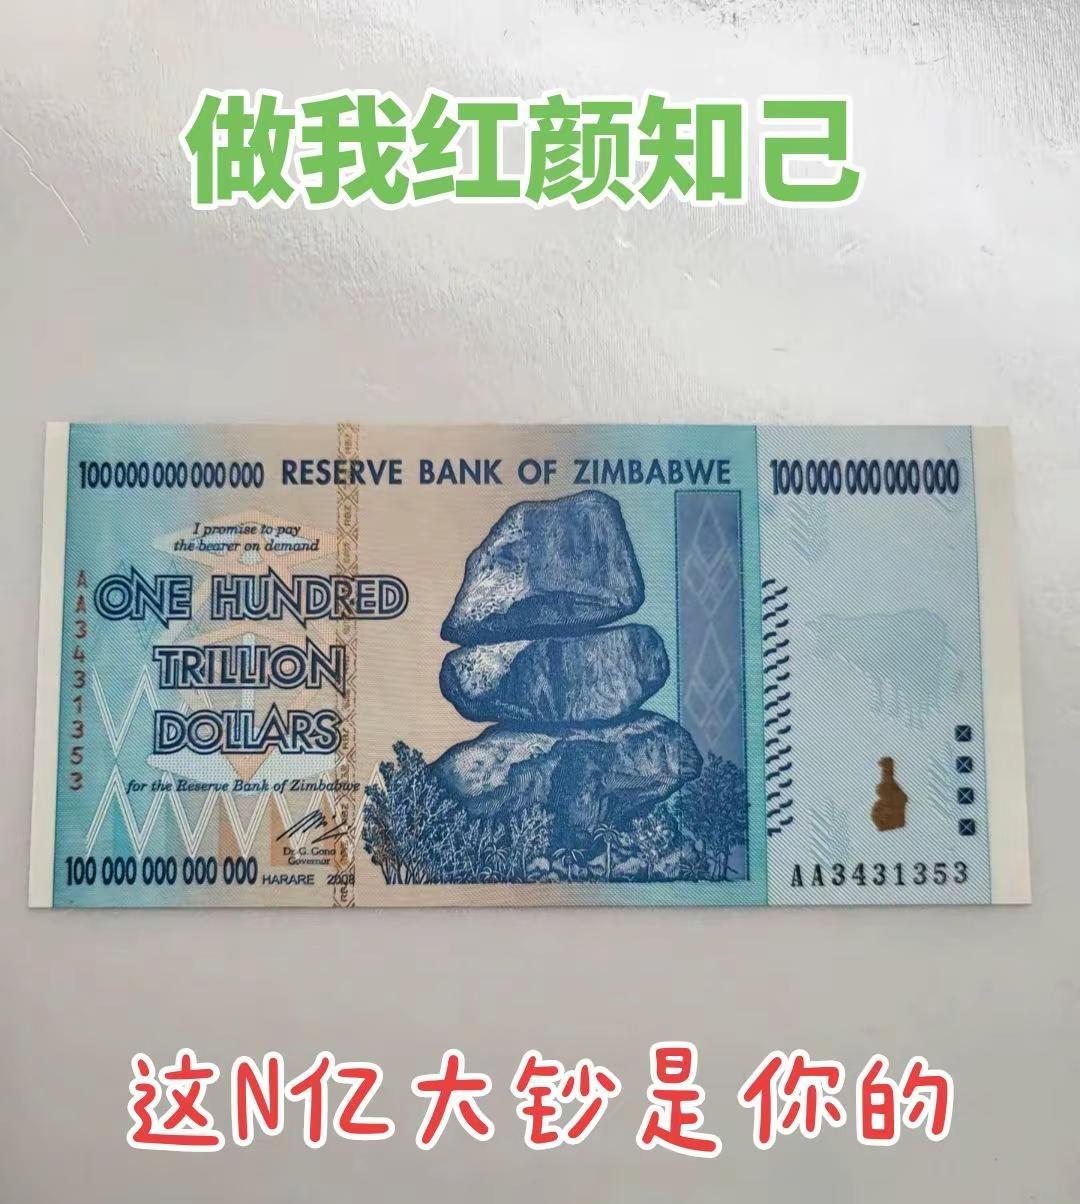 做我红颜知己
100 000 000 000 000 RESERVE BANK OF ZIMBABWE 100 000 000 000 000
I promise to pay
the bearer on demand
ONE HUNDRED
TRILLION
DOLLARS
for the Reserve Bank of Zimbabwe
Dr. G. Gono
Governor
100 000 000 000 000 HARARE 2008
AA3431353
AA3431353
这N亿大钞是你的